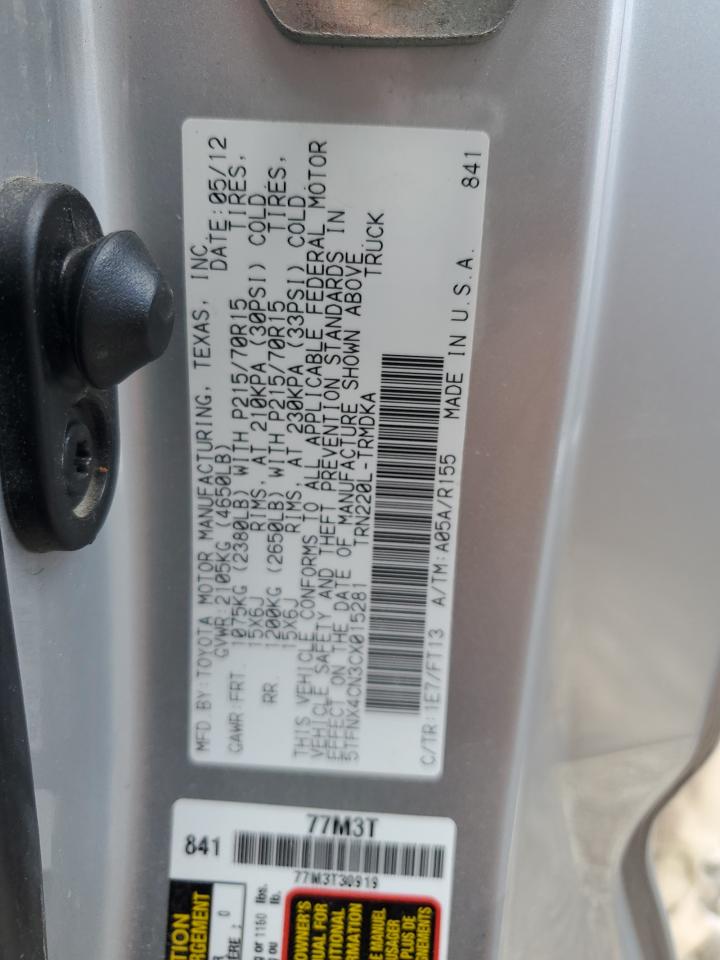 MFD BY: TOYOTA MOTOR MANUFACTURING, TEXAS, INC.
GVWR: 2105KG (4650LB) DATE: 05/12
GAWR: FRT. 1075KG (2380LB) WITH P215/70R15 TIRES,
15X6J RIMS, AT 210KPA (30PSI) COLD
RR. 1200KG (2650LB) WITH P215/70R15 TIRES,
15X6J RIMS, AT 230KPA (33PSI) COLD
THIS VEHICLE CONFORMS TO ALL APPLICABLE FEDERAL MOTOR
VEHICLE SAFETY AND THEFT PREVENTION STANDARDS IN
EFFECT ON THE DATE OF MANUFACTURE SHOWN ABOVE.
5TFNX4CN3CX015281 TRN220L-TRMDKA TRUCK
C/TR: 1E7/FT13 A/TM: A05A/R155 MADE IN U.S.A. 841
77M3T
841
77M3T30919
OWNER'S